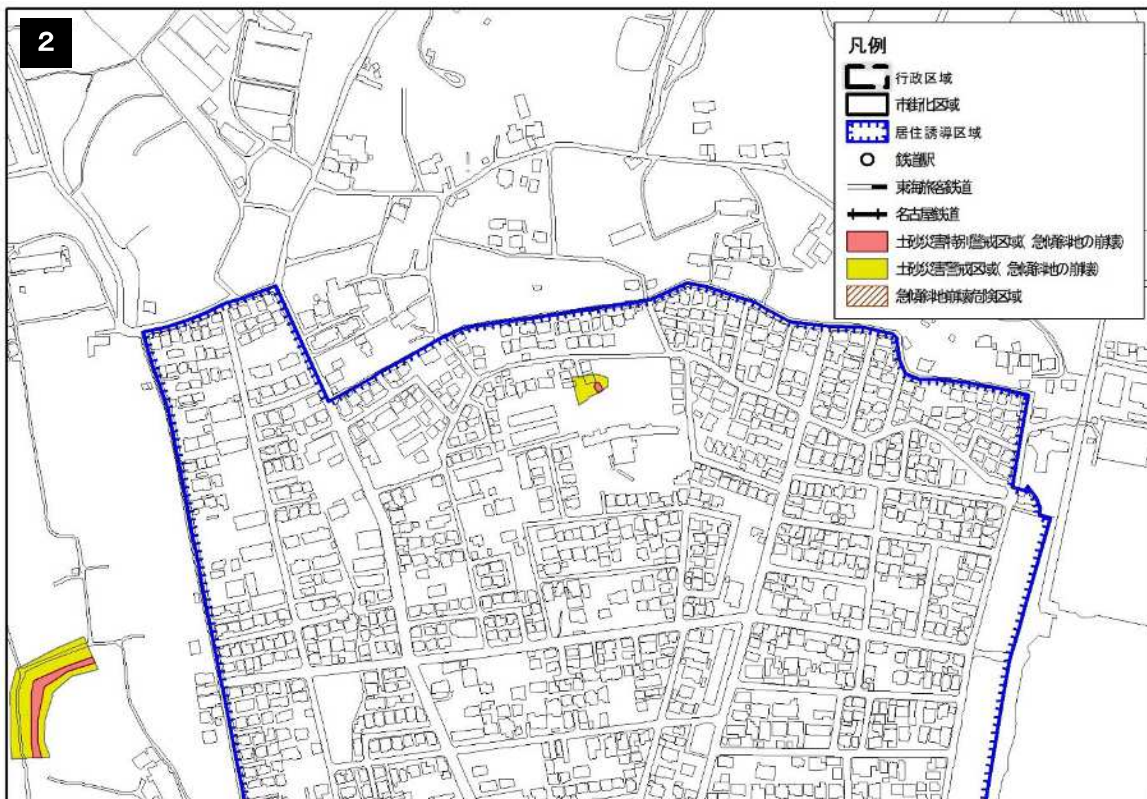 2
凡例
行政区域
市街化区域
居住誘導区域
鉄道駅
東海旅客鉄道
名古屋鉄道
土砂災害特別警戒区域( 急傾斜地の崩壊)
土砂災害警戒区域( 急傾斜地の崩壊)
急傾斜地崩壊危険区域